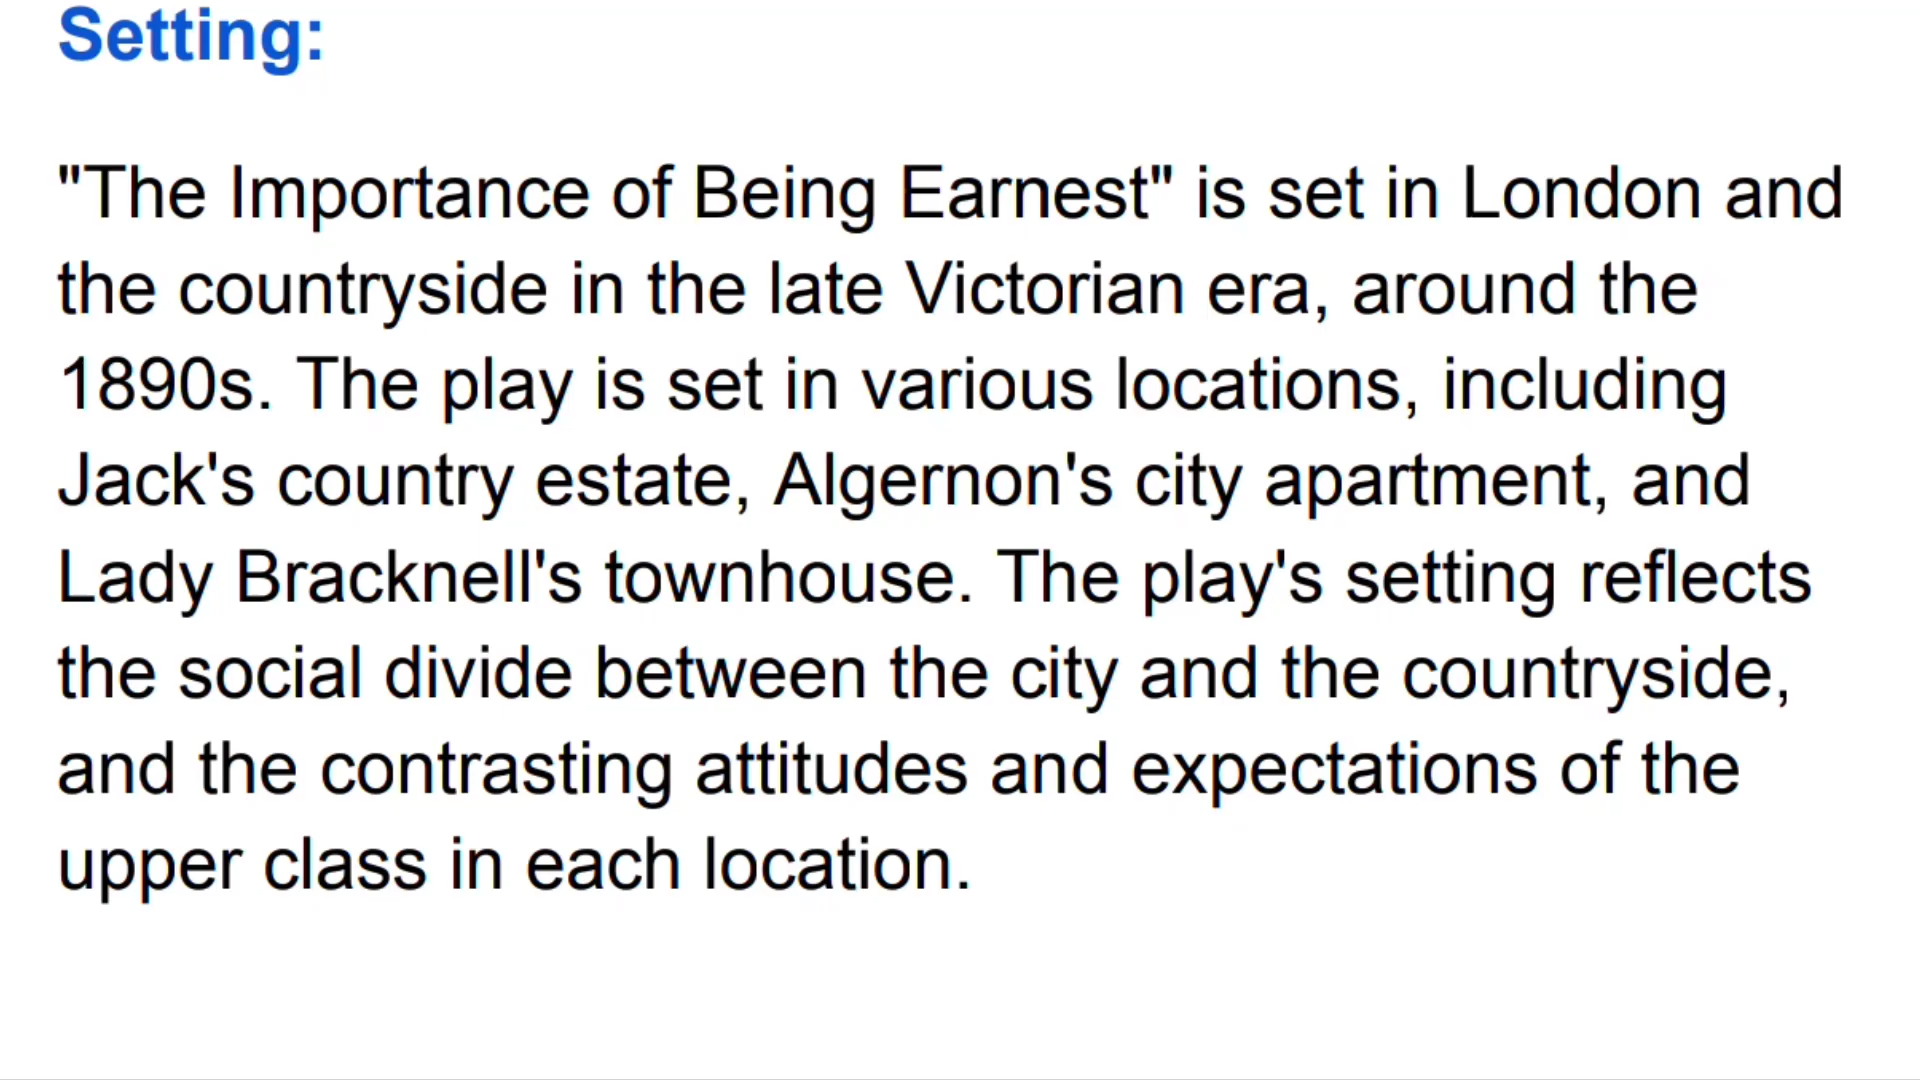 Setting:
"The Importance of Being Earnest" is set in London and
the countryside in the late Victorian era, around the
1890s. The play is set in various locations, including
Jack's country estate, Algernon's city apartment, and
Lady Bracknell's townhouse. The play's setting reflects
the social divide between the city and the countryside,
and the contrasting attitudes and expectations of the
upper class in each location.